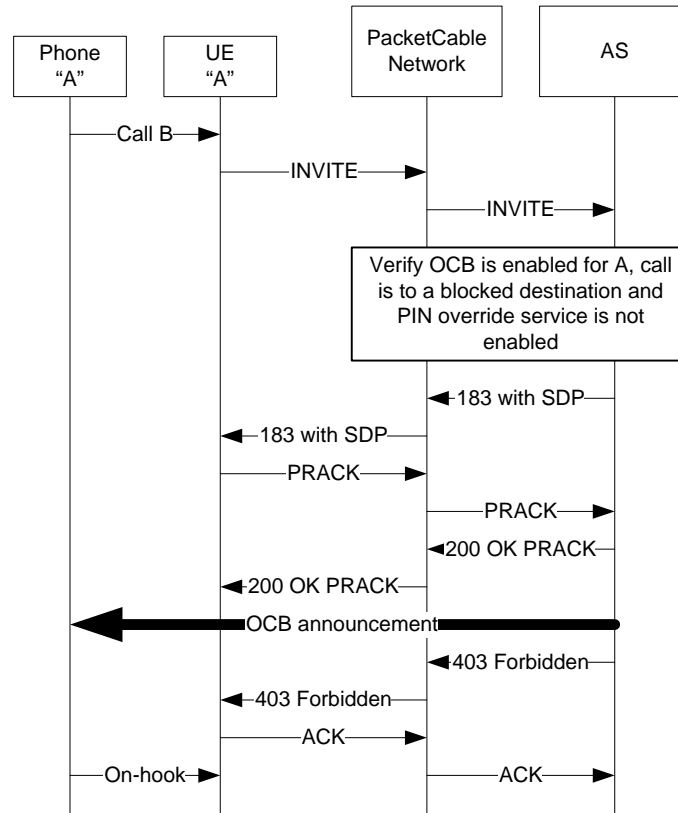 Phone
“A”
UE
“A”
PacketCable
Network
AS
Call B
INVITE
INVITE
Verify OCB is enabled for A, call
is to a blocked destination and
PIN override service is not
enabled
183 with SDP
183 with SDP
PRACK
PRACK
200 OK PRACK
200 OK PRACK
OCB announcement
403 Forbidden
403 Forbidden
ACK
On-hook
ACK